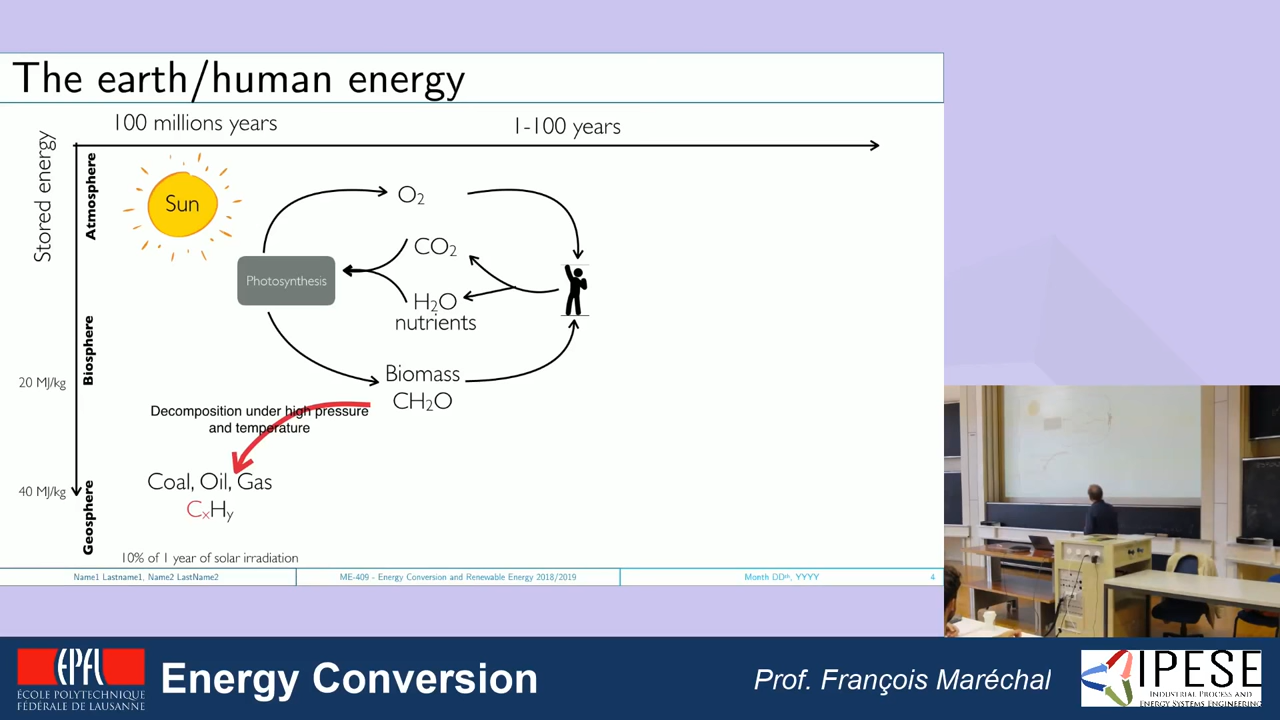 The earth/human energy
100 millions years
1-100 years
Stored energy
Atmosphere
Biosphere
Geosphere
20 MJ/kg
40 MJ/kg
Sun
O2
CO2
Photosynthesis
H2O
nutrients
Biomass
CH2O
Decomposition under high pressure
and temperature
Coal, Oil, Gas
CxHy
10% of 1 year of solar irradiation
Name1 Lastname1, Name2 LastName2
ME-409 - Energy Conversion and Renewable Energy 2018/2019
Month DDth, YYYY
4
EPFL
ÉCOLE POLYTECHNIQUE
FÉDÉRALE DE LAUSANNE
Energy Conversion
Prof. François Maréchal
IPESE
Industrial Process and
Energy Systems Engineering